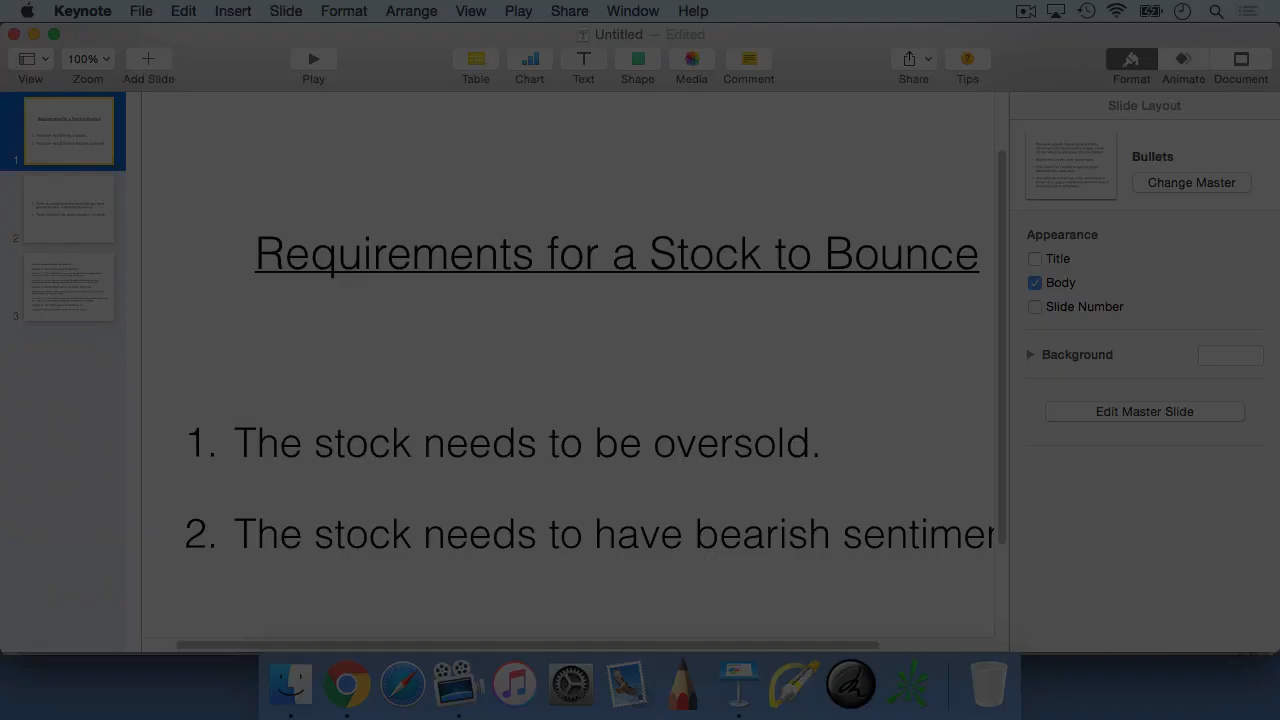 Keynote File Edit Insert Slide Format Arrange View Play Share Window Help
Untitled — Edited
100%
View Zoom Add Slide Play Table Chart Text Shape Media Comment Share Tips Format Animate Document
Slide Layout
1
2
3
Bullets
Change Master
Appearance
Title
Body
Slide Number
Background
Edit Master Slide
Requirements for a Stock to Bounce
1. The stock needs to be oversold.
2. The stock needs to have bearish